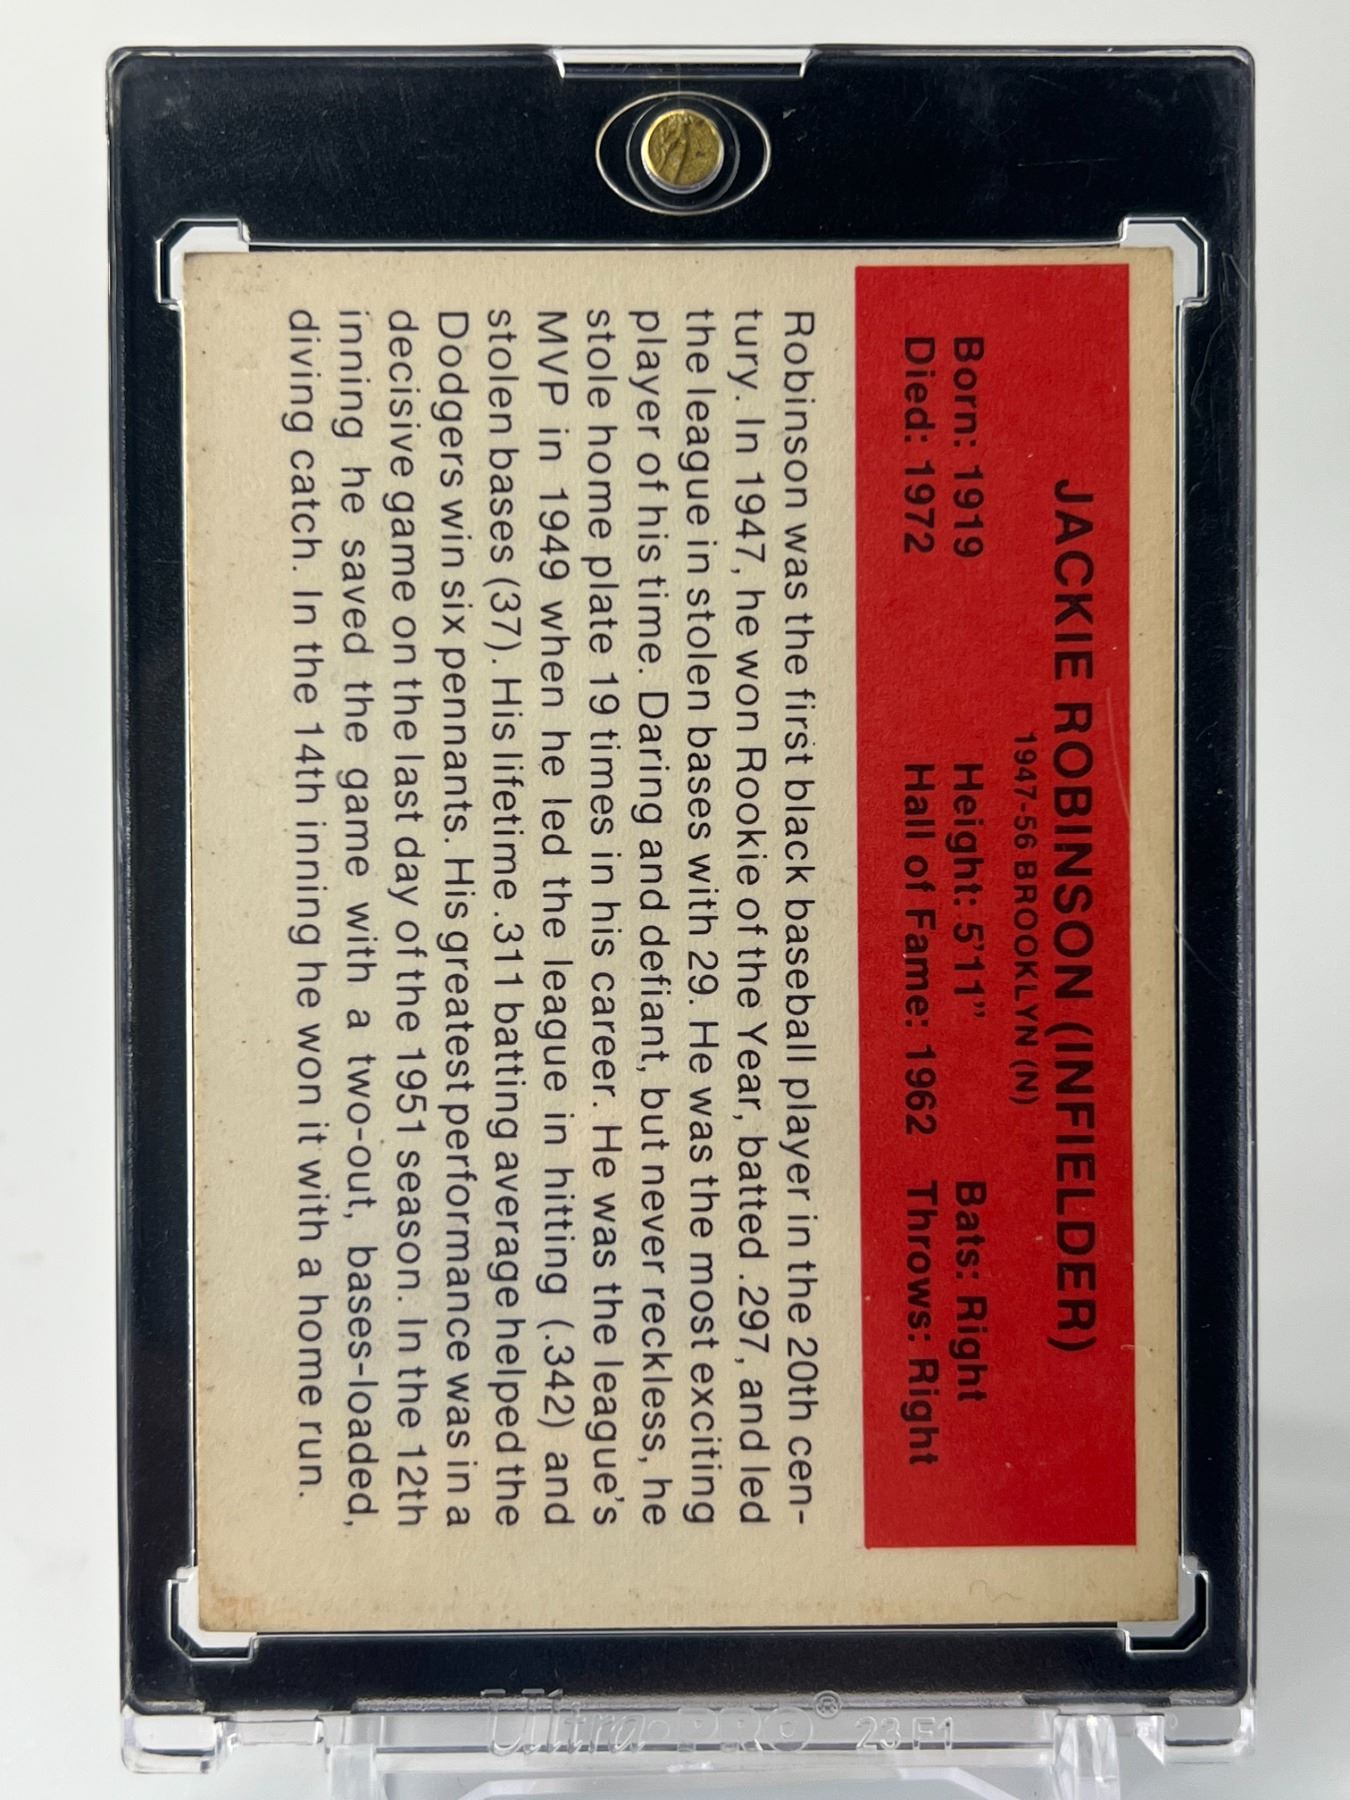 JACKIE ROBINSON (INFIELDER)
1947-56 BROOKLYN (N)
Born: 1919 Height: 5'11" Bats: Right
Died: 1972 Hall of Fame: 1962 Throws: Right
Robinson was the first black baseball player in the 20th cen-
tury. In 1947, he won Rookie of the Year, batted .297, and led
the league in stolen bases with 29. He was the most exciting
player of his time. Daring and defiant, but never reckless, he
stole home plate 19 times in his career. He was the league's
MVP in 1949 when he led the league in hitting (.342) and
stolen bases (37). His lifetime .311 batting average helped the
Dodgers win six pennants. His greatest performance was in a
decisive game on the last day of the 1951 season. In the 12th
inning he saved the game with a two-out, bases-loaded,
diving catch. In the 14th inning he won it with a home run.
Ultra•PRO® 23F1